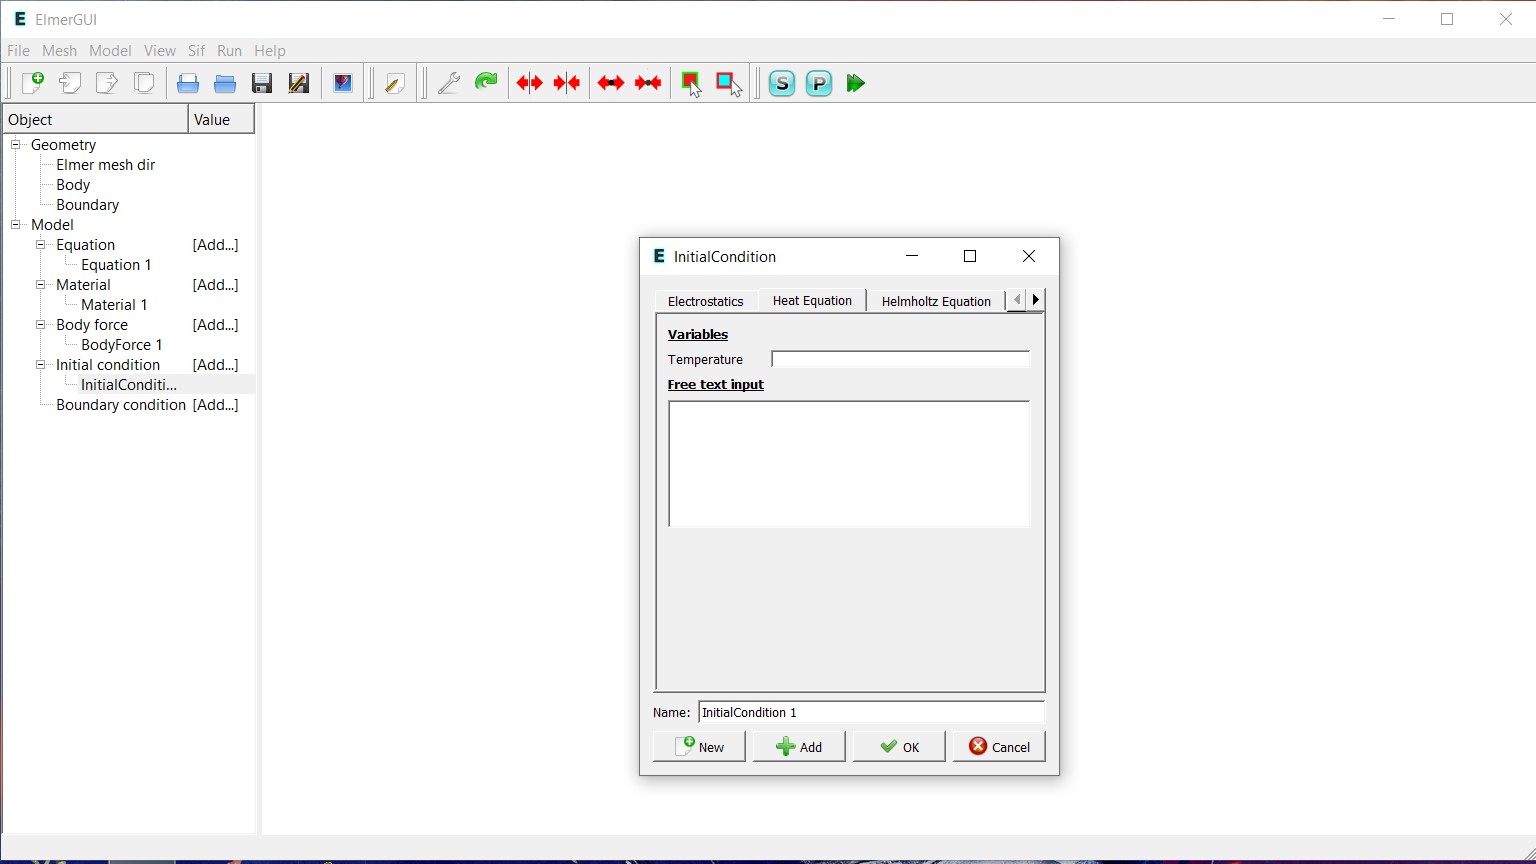 E ElmerGUI
File Mesh Model View Sif Run Help
S P
Object Value
Geometry
Elmer mesh dir
Body
Boundary
Model
Equation [Add...]
Equation 1
Material [Add...]
Material 1
Body force [Add...]
BodyForce 1
Initial condition [Add...]
InitialConditi...
Boundary condition [Add...]
E InitialCondition
Electrostatics Heat Equation Helmholtz Equation
Variables
Temperature
Free text input
Name: InitialCondition 1
New Add OK Cancel